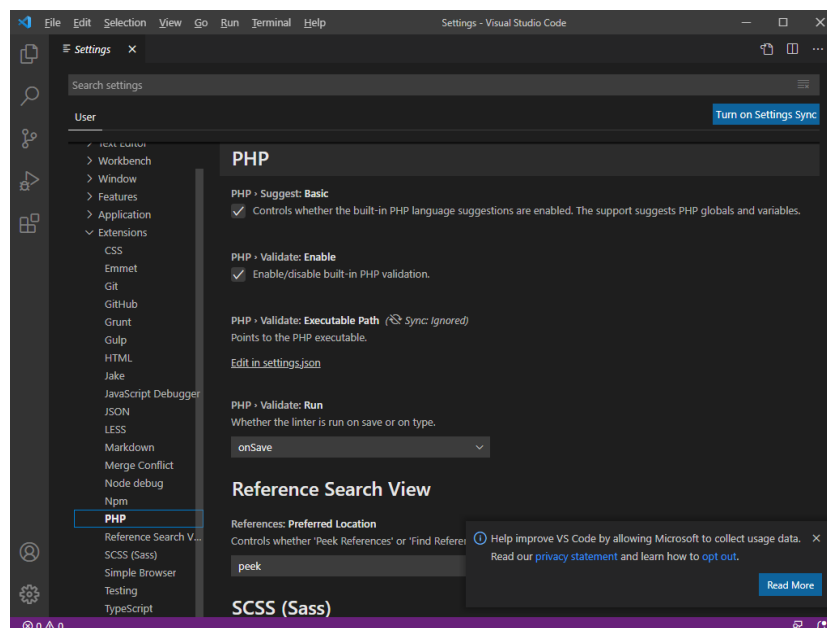 File Edit Selection View Go Run Terminal Help Settings - Visual Studio Code
Settings
Search settings
User
Turn on Settings Sync
Text Editor
Workbench
Window
Features
Application
Extensions
CSS
Emmet
Git
GitHub
Grunt
Gulp
HTML
Jake
JavaScript Debugger
JSON
LESS
Markdown
Merge Conflict
Node debug
Npm
PHP
Reference Search V...
SCSS (Sass)
Simple Browser
Testing
TypeScript
PHP
PHP › Suggest: Basic
Controls whether the built-in PHP language suggestions are enabled. The support suggests PHP globals and variables.
PHP › Validate: Enable
Enable/disable built-in PHP validation.
PHP › Validate: Executable Path (Sync: Ignored)
Points to the PHP executable.
Edit in settings.json
PHP › Validate: Run
Whether the linter is run on save or on type.
onSave
Reference Search View
References: Preferred Location
Controls whether 'Peek References' or 'Find Refere
peek
SCSS (Sass)
Help improve VS Code by allowing Microsoft to collect usage data.
Read our privacy statement and learn how to opt out.
Read More
0 0